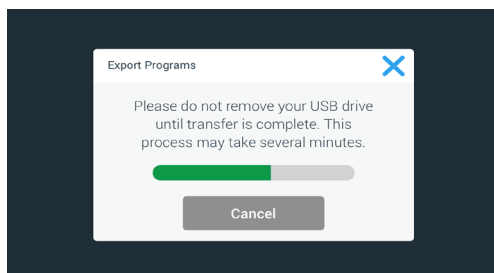 Export Programs
Please do not remove your USB drive
until transfer is complete. This
process may take several minutes.
Cancel